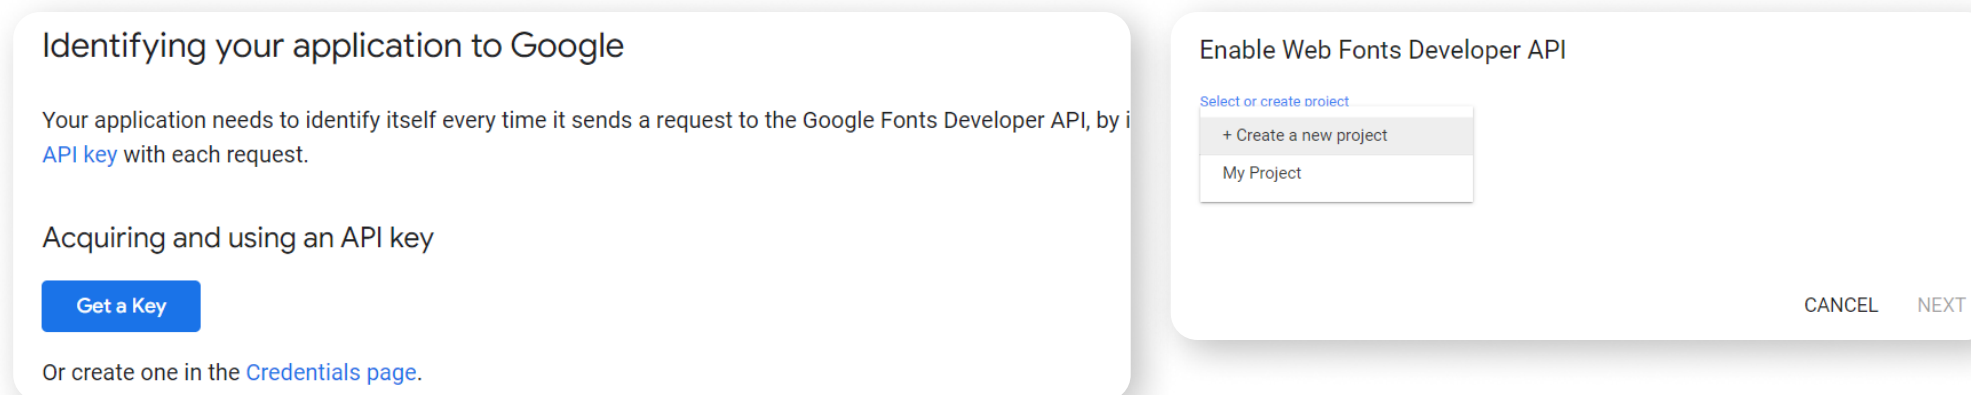 Identifying your application to Google
Your application needs to identify itself every time it sends a request to the Google Fonts Developer API, by i
API key with each request.
Acquiring and using an API key
Get a Key
Or create one in the Credentials page.
Enable Web Fonts Developer API
Select or create project
+ Create a new project
My Project
CANCEL NEXT